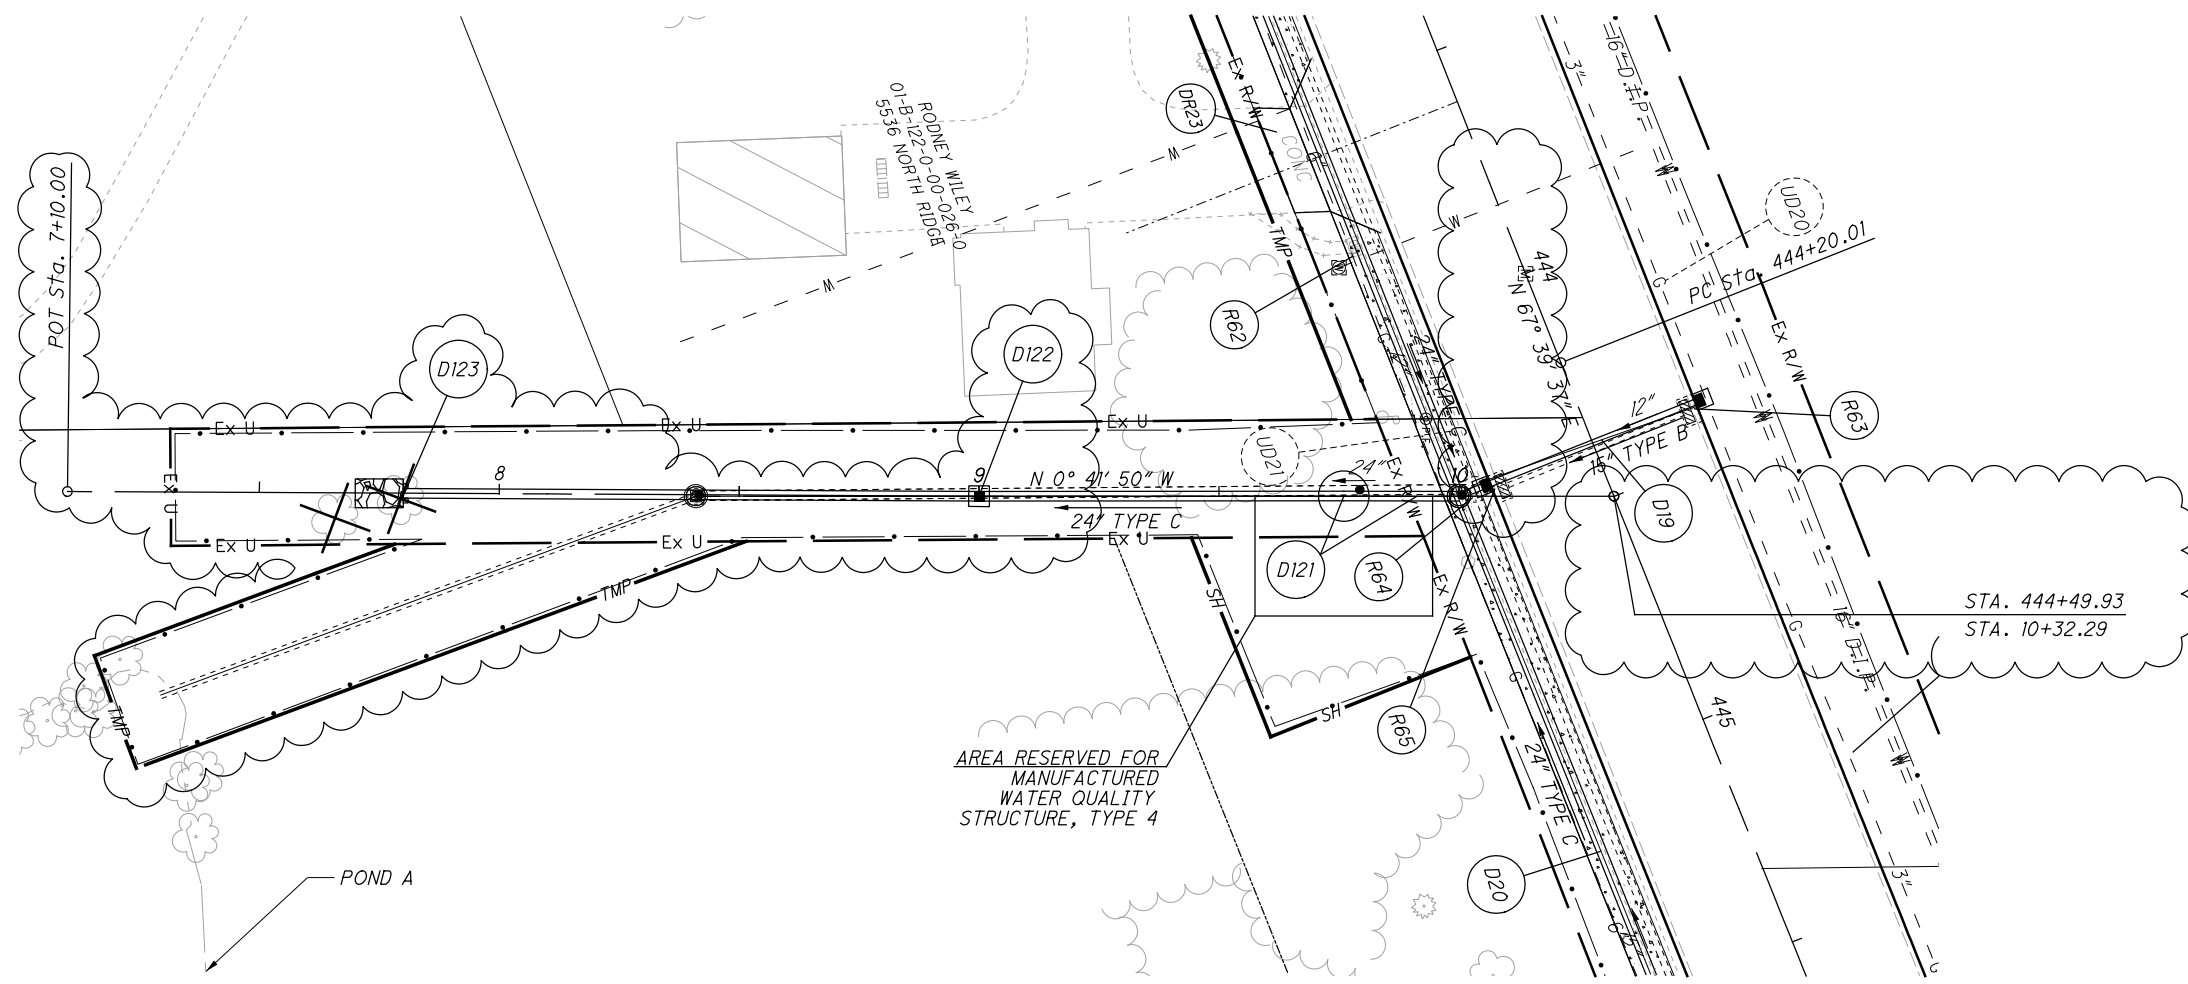 POT Sta. 7+10.00
D123
D122
8
9
10
N 0° 41' 50" W
24"
24" TYPE C
Ex U
Ex U
Ex U
Ex U
Ex U
Ex U
Ex U
TMP
TMP
TMP
POND A
RODNEY WILEY
01-B-122-0-00-026-0
5536 NORTH RIDGE
W
W
W
CONC
DR23
Ex R/W
R62
24" TYPE C
UD21
D121
R64
R65
SH
SH
Ex R/W
Ex R/W
AREA RESERVED FOR
MANUFACTURED
WATER QUALITY
STRUCTURE, TYPE 4
D20
24" TYPE C
G
G
15"
3"
16" D.I.P.
W
UD20
444
N 67° 39' 37" E
PC Sta. 444+20.01
Ex R/W
12"
15" TYPE B
R63
D19
STA. 444+49.93
STA. 10+32.29
445
G
G
16" D.I.P.
W
W
W
3"
G